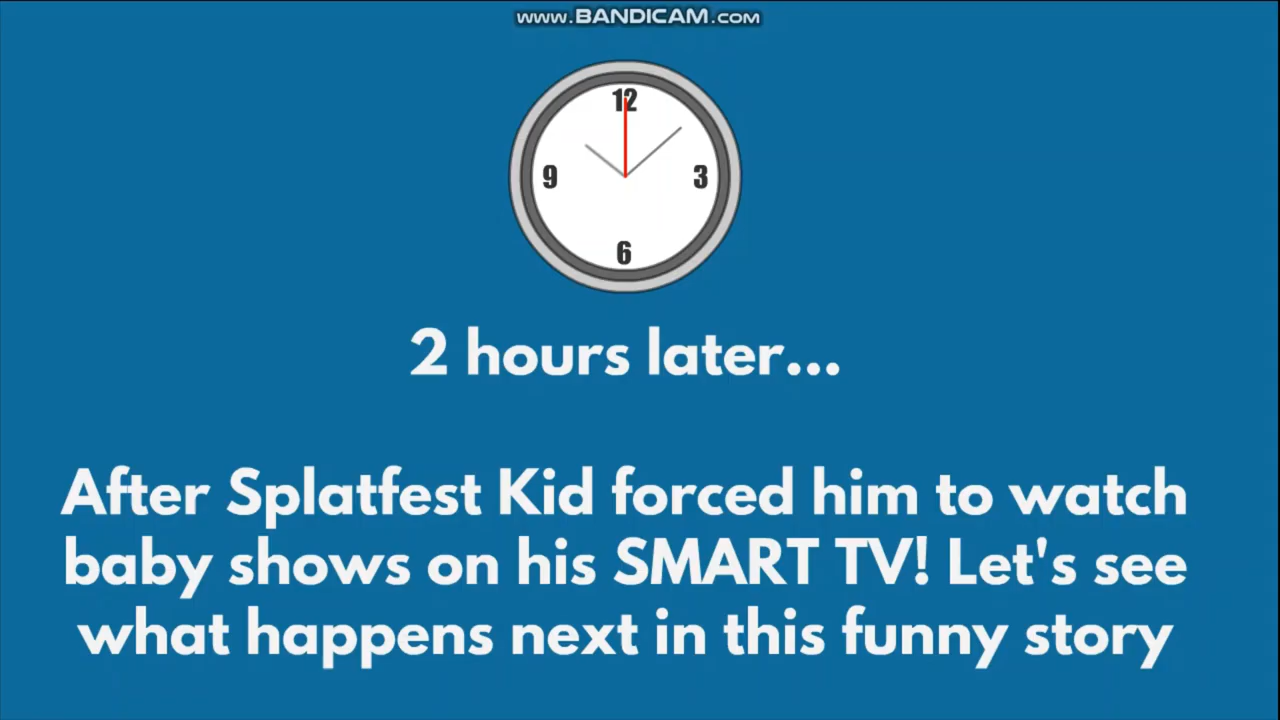 www.BANDICAM.com
12
9
3
6
2 hours later...
After Splatfest Kid forced him to watch
baby shows on his SMART TV! Let's see
what happens next in this funny story